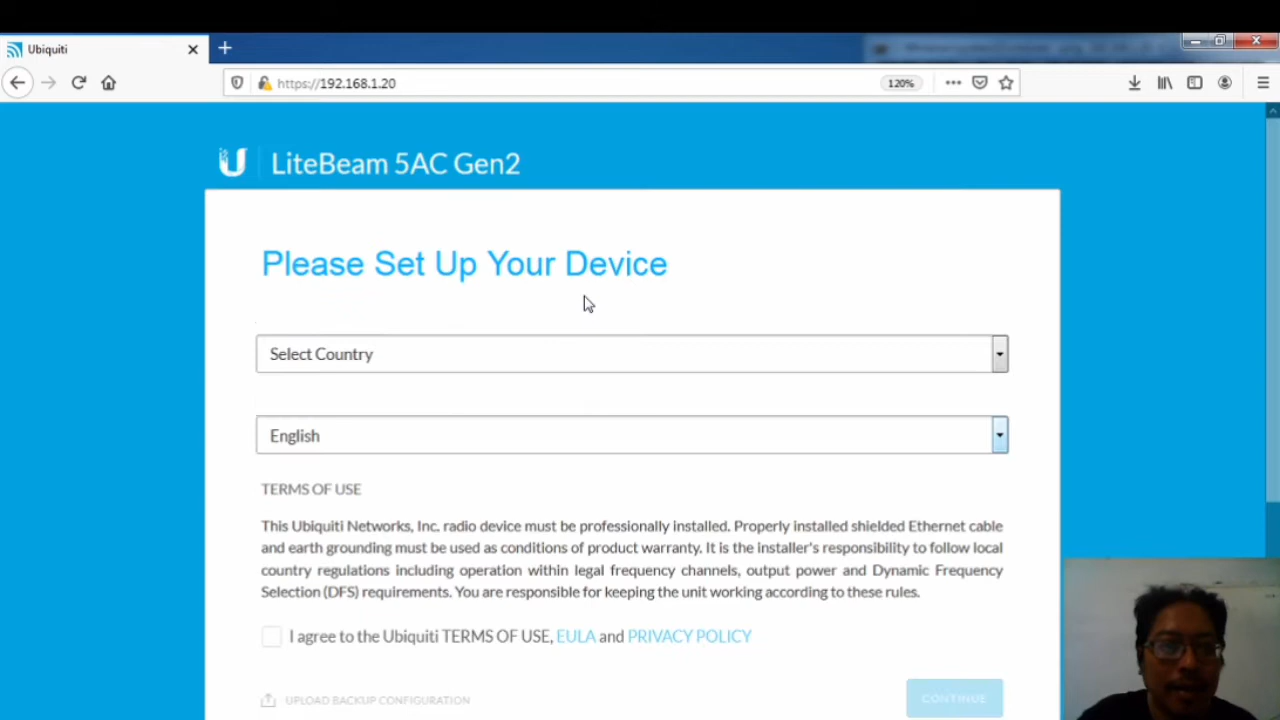 Ubiquiti
https://192.168.1.20
120%
LiteBeam 5AC Gen2
Please Set Up Your Device
Select Country
English
TERMS OF USE
This Ubiquiti Networks, Inc. radio device must be professionally installed. Properly installed shielded Ethernet cable
and earth grounding must be used as conditions of product warranty. It is the installer's responsibility to follow local
country regulations including operation within legal frequency channels, output power and Dynamic Frequency
Selection (DFS) requirements. You are responsible for keeping the unit working according to these rules.
I agree to the Ubiquiti TERMS OF USE, EULA and PRIVACY POLICY
UPLOAD BACKUP CONFIGURATION
CONTINUE